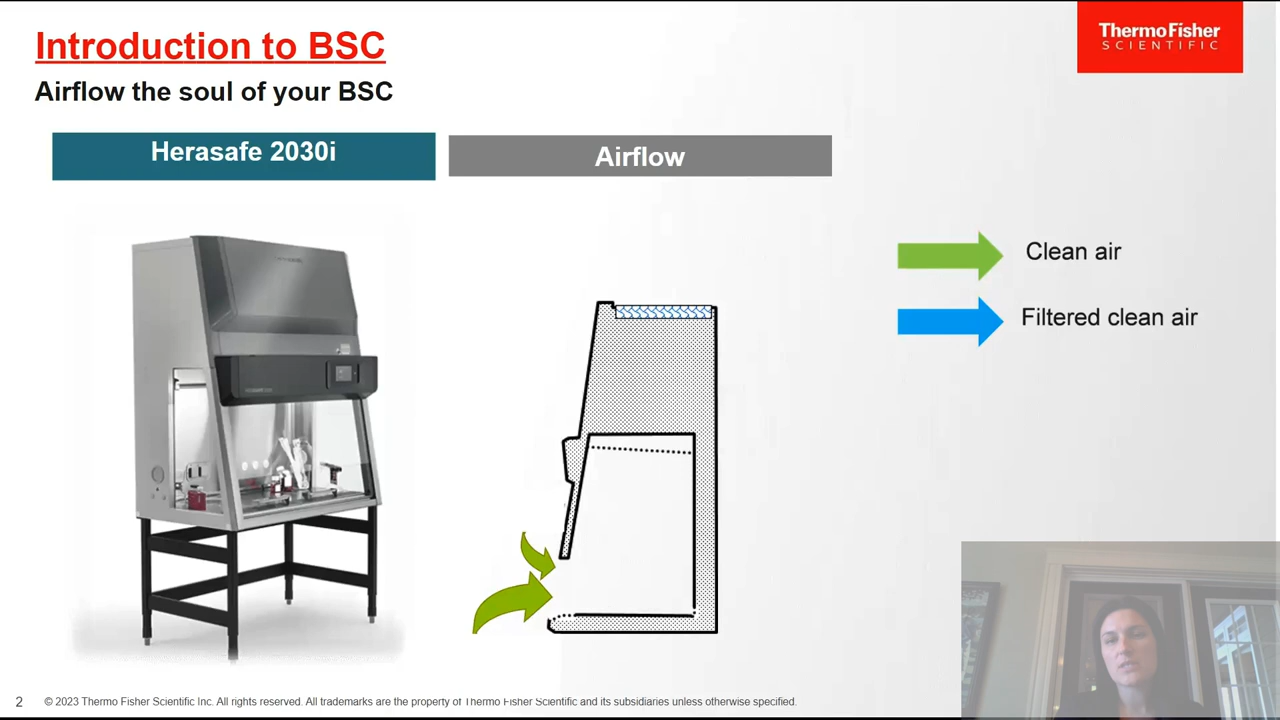 Introduction to BSC
ThermoFisher
SCIENTIFIC
Airflow the soul of your BSC
Herasafe 2030i
Airflow
Clean air
Filtered clean air
2
© 2023 Thermo Fisher Scientific Inc. All rights reserved. All trademarks are the property of Thermo Fisher Scientific and its subsidiaries unless otherwise specified.